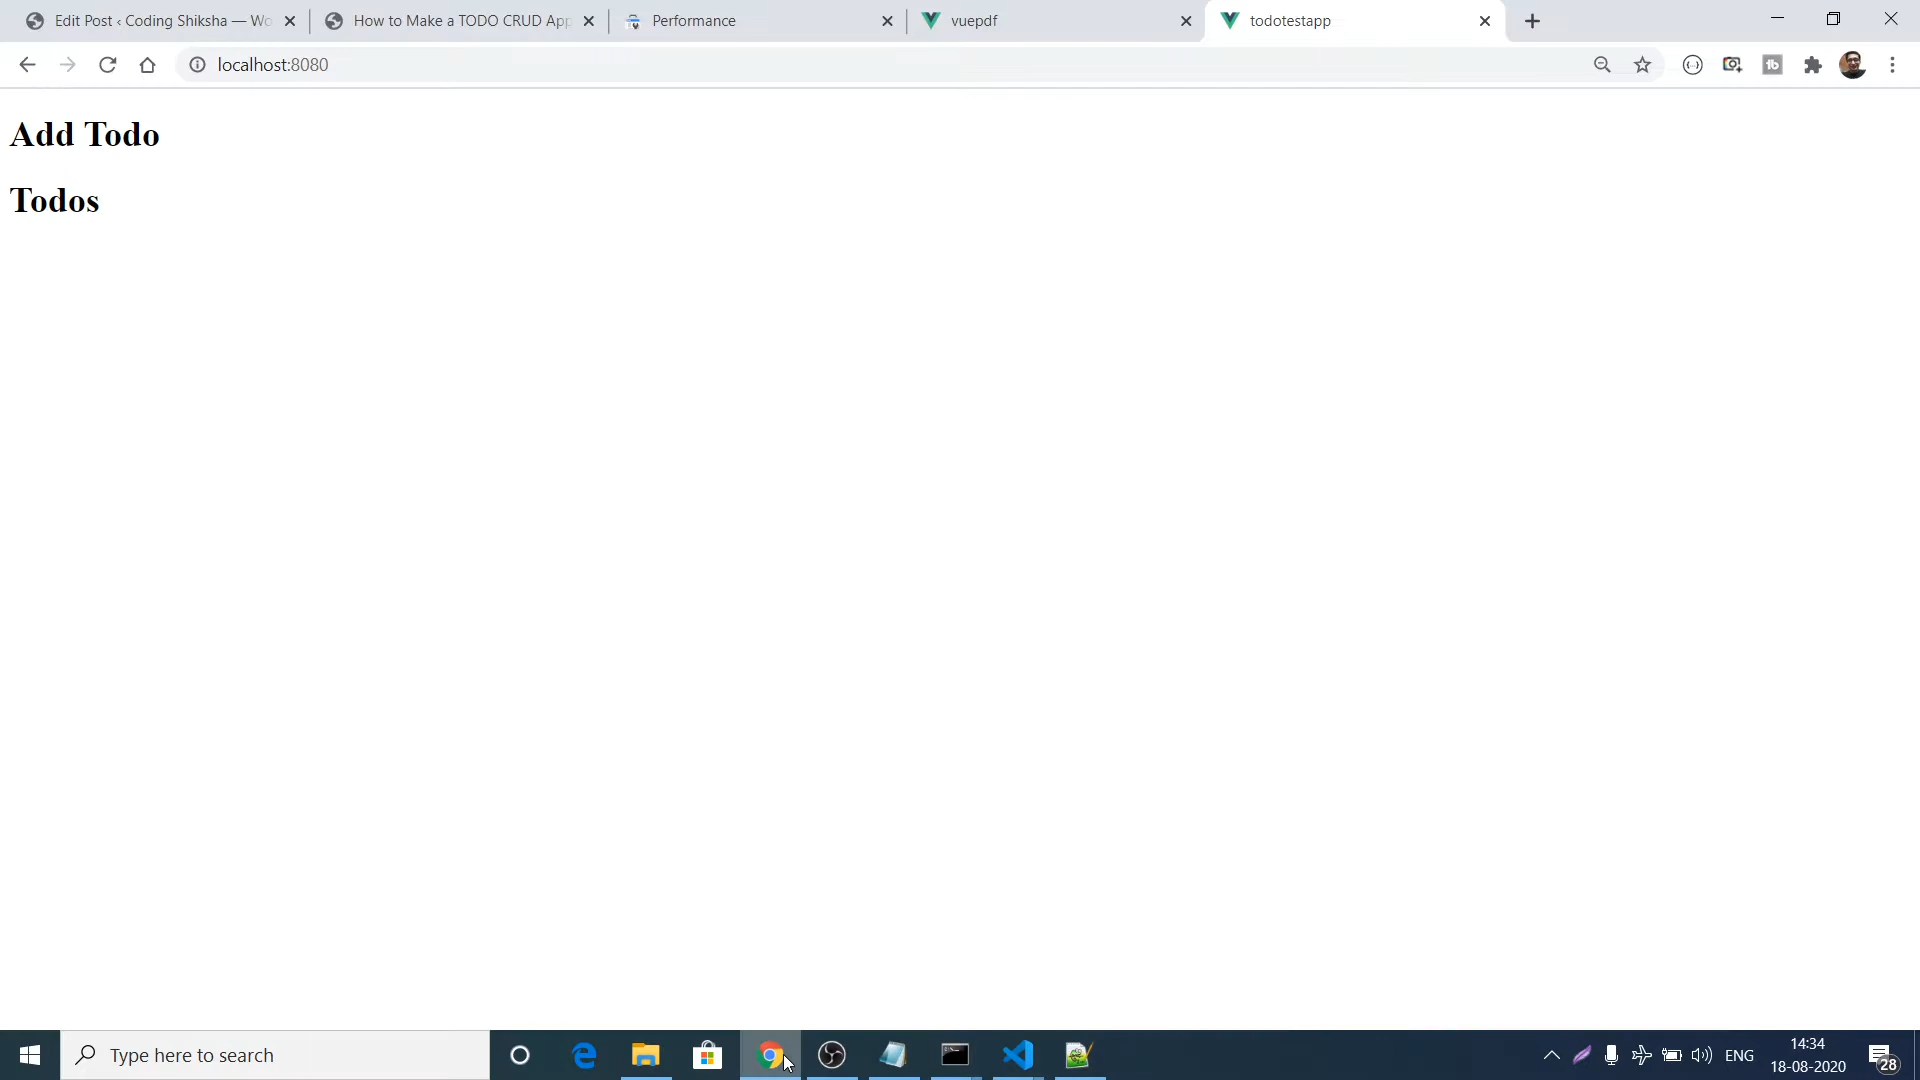 Edit Post ‹ Coding Shiksha — Wo
How to Make a TODO CRUD App
Performance
vuepdf
todotestapp
localhost:8080
Add Todo
Todos
Type here to search
ENG
14:34
18-08-2020
28